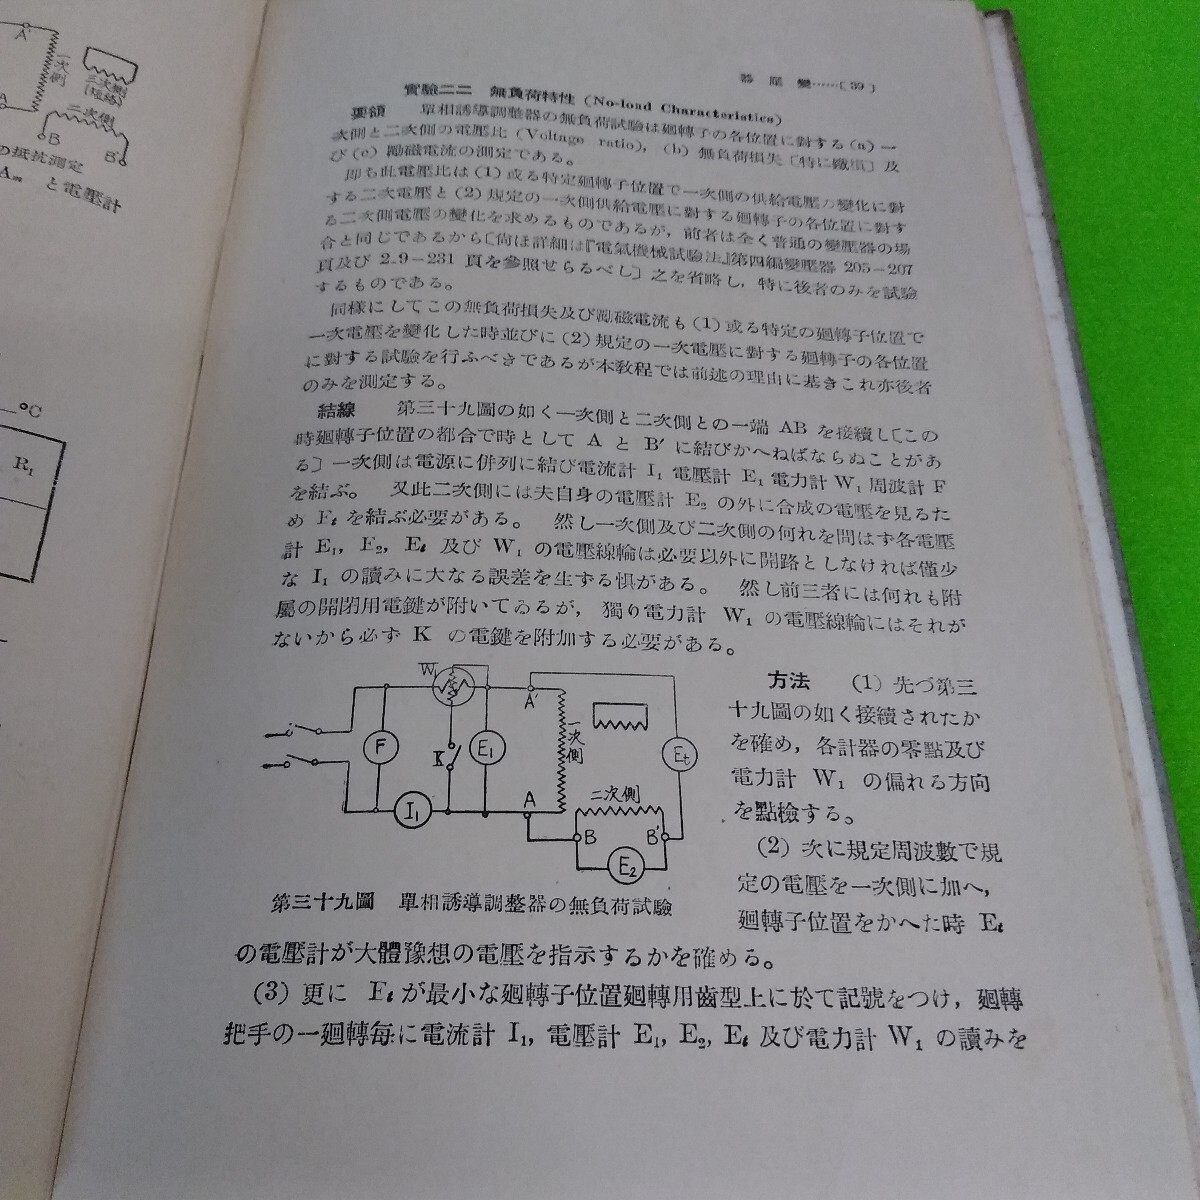 A'
一次側
三次側
(短絡)
二次側
A
B
B'
の抵抗測定
Am と電壓計
°C
R1
器壓變……〔39〕
實驗二二 無負荷特性 (No-load Characteristics)
要領 單相誘導調整器の無負荷試驗は廻轉子の各位置に對する (a) 一
次側と二次側の電壓比 (Voltage ratio), (b) 無負荷損失〔特に鐵損〕及
び (c) 勵磁電流の測定である。
即ち此電壓比は (1) 或る特定廻轉子位置で一次側の供給電壓の變化に對
する二次電壓と (2) 規定の一次側供給電壓に對する廻轉子の各位置に對す
る二次側電壓の變化を求めるものであるが, 前者は全く普通の變壓器の場
合と同じであるから〔尙ほ詳細は『電氣機械試驗法』第四編變壓器 205–207
頁及び 2.9–231 頁を參照せらるべし〕之を省略し, 特に後者のみを試驗
するものである。
同樣にしてこの無負荷損失及び勵磁電流も (1) 或る特定の廻轉子位置で
一次電壓を變化した時並びに (2) 規定の一次電壓に對する廻轉子の各位置
に對する試驗を行ふべきであるが本敎程では前述の理由に基きこれ亦後者
のみを測定する。
結線 第三十九圖の如く一次側と二次側との一端 AB を接續し〔この
時廻轉子位置の都合で時として A と B' に結びかへねばならぬことがあ
る〕一次側は電源に併列に結び電流計 I1 電壓計 E1 電力計 W1 周波計 F
を結ぶ。 又此二次側には夫自身の電壓計 E2 の外に合成の電壓を見るた
め Et を結ぶ必要がある。 然し一次側及び二次側の何れを問はず各電壓
計 E1, E2, Et 及び W1 の電壓線輪は必要以外に開路としなければ僅少
な I1 の讀みに大なる誤差を生ずる惧がある。 然し前三者には何れも附
屬の開閉用電鍵が附いてゐるが, 獨り電力計 W1 の電壓線輪にはそれが
ないから必ず K の電鍵を附加する必要がある。
W1
A'
F
K
E1
一次側
Et
I1
A
二次側
B
B'
E2
第三十九圖 單相誘導調整器の無負荷試驗
方法 (1) 先づ第三
十九圖の如く接續されたか
を確め, 各計器の零點及び
電力計 W1 の偏れる方向
を點檢する。
(2) 次に規定周波數で規
定の電壓を一次側に加へ,
廻轉子位置をかへた時 Et
の電壓計が大體豫想の電壓を指示するかを確める。
(3) 更に Et が最小な廻轉子位置廻轉用齒型上に於て記號をつけ, 廻轉
把手の一廻轉每に電流計 I1, 電壓計 E1, E2, Et 及び電力計 W1 の讀みを